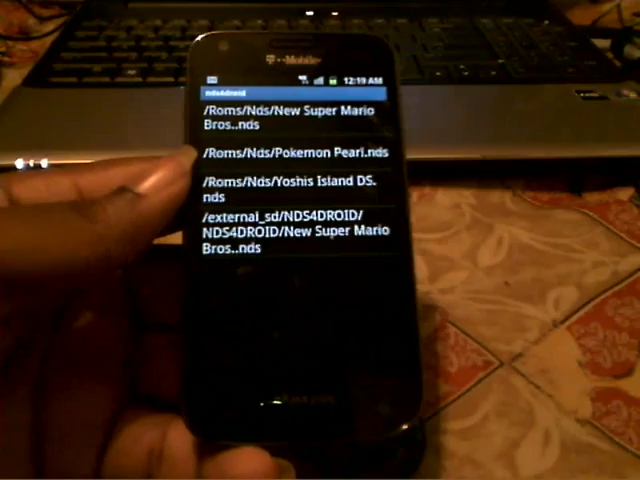 T-Mobile
12:19 AM
nds4droid
/Roms/Nds/New Super Mario
Bros..nds
/Roms/Nds/Pokemon Pearl.nds
/Roms/Nds/Yoshis Island DS.
nds
/external_sd/NDS4DROID/
NDS4DROID/New Super Mario
Bros..nds